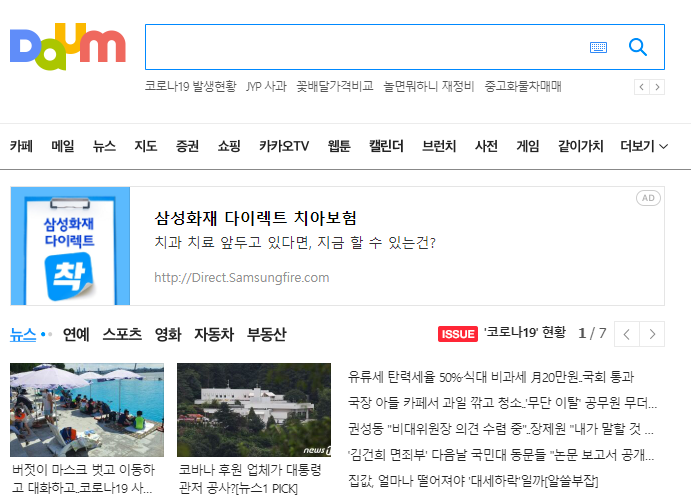 Daum
코로나19 발생현황 JYP 사과 꽃배달가격비교 놀면뭐하니 재정비 중고화물차매매
카페 메일 뉴스 지도 증권 쇼핑 카카오TV 웹툰 캘린더 브런치 사전 게임 같이가치 더보기
AD
삼성화재
다이렉트
착
삼성화재 다이렉트 치아보험
치과 치료 앞두고 있다면, 지금 할 수 있는건?
http://Direct.Samsungfire.com
뉴스 연예 스포츠 영화 자동차 부동산
ISSUE '코로나19' 현황 1 / 7
버젓이 마스크 벗고 이동하
고 대화하고..코로나19 사...
news1
코바나 후원 업체가 대통령
관저 공사?[뉴스1 PICK]
유류세 탄력세율 50%·식대 비과세 月20만원..국회 통과
국장 아들 카페서 과일 깎고 청소..'무단 이탈' 공무원 무더...
권성동 "비대위원장 의견 수렴 중"..장제원 "내가 말할 것 ...
'김건희 면죄부' 다음날 국민대 동문들 "논문 보고서 공개...
집값, 얼마나 떨어져야 '대세하락'일까[알쓸부잡]